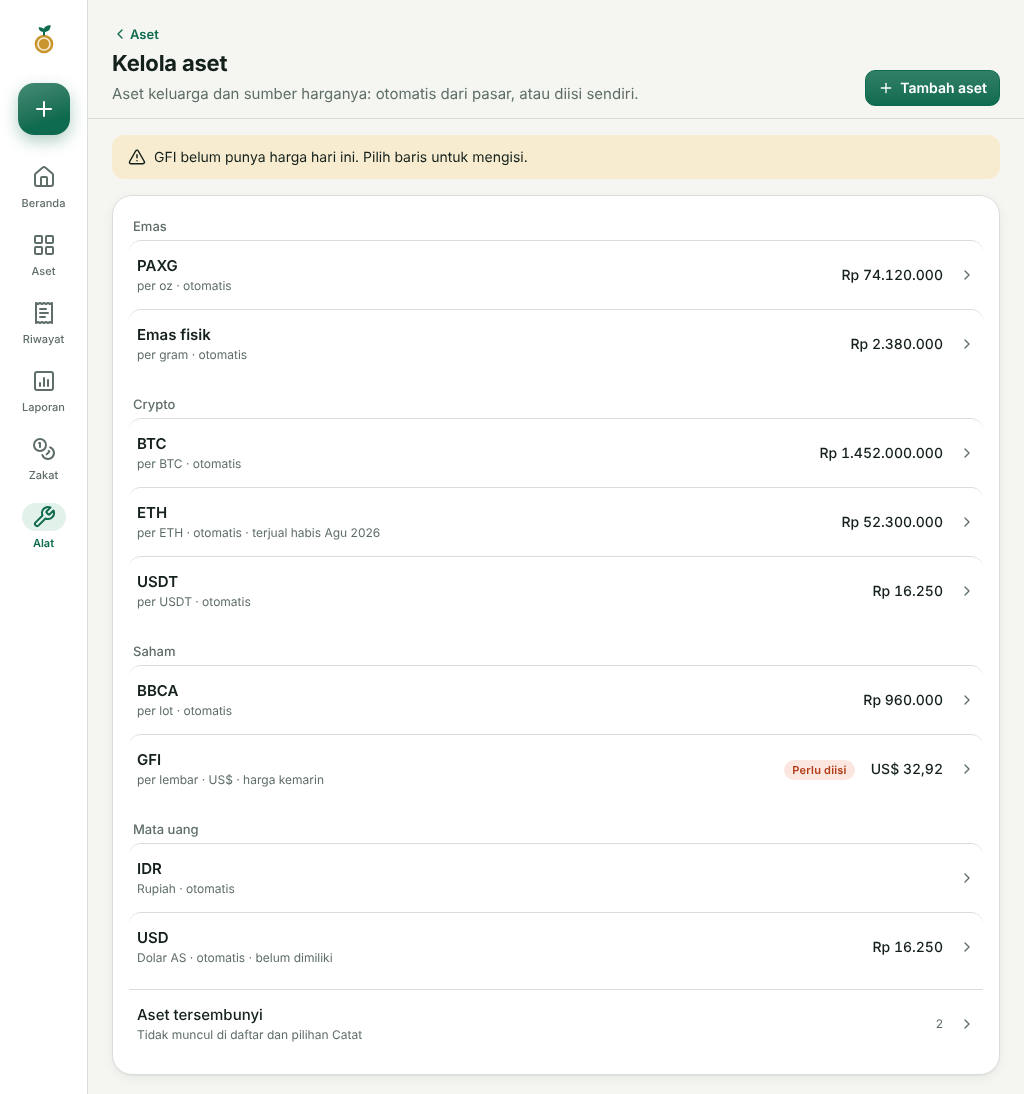 Aset
Kelola aset
Aset keluarga dan sumber harganya: otomatis dari pasar, atau diisi sendiri.
Tambah aset
Beranda
Aset
Riwayat
Laporan
Zakat
Alat
GFI belum punya harga hari ini. Pilih baris untuk mengisi.
Emas
PAXG
per oz · otomatis
Rp 74.120.000
Emas fisik
per gram · otomatis
Rp 2.380.000
Crypto
BTC
per BTC · otomatis
Rp 1.452.000.000
ETH
per ETH · otomatis · terjual habis Agu 2026
Rp 52.300.000
USDT
per USDT · otomatis
Rp 16.250
Saham
BBCA
per lot · otomatis
Rp 960.000
GFI
per lembar · US$ · harga kemarin
Perlu diisi
US$ 32,92
Mata uang
IDR
Rupiah · otomatis
USD
Dolar AS · otomatis · belum dimiliki
Rp 16.250
Aset tersembunyi
Tidak muncul di daftar dan pilihan Catat
2